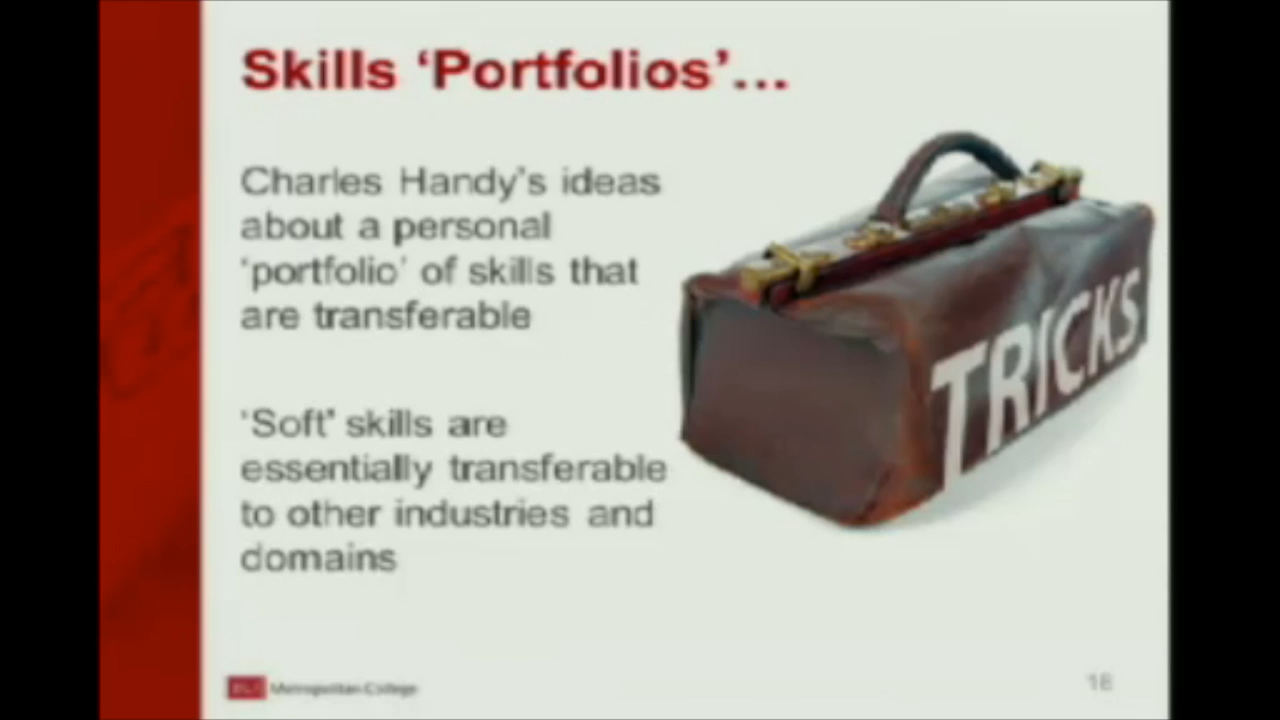 Skills ‘Portfolios’...
Charles Handy’s ideas
about a personal
‘portfolio’ of skills that
are transferable
TRICKS
‘Soft’ skills are
essentially transferable
to other industries and
domains
Metropolitan College